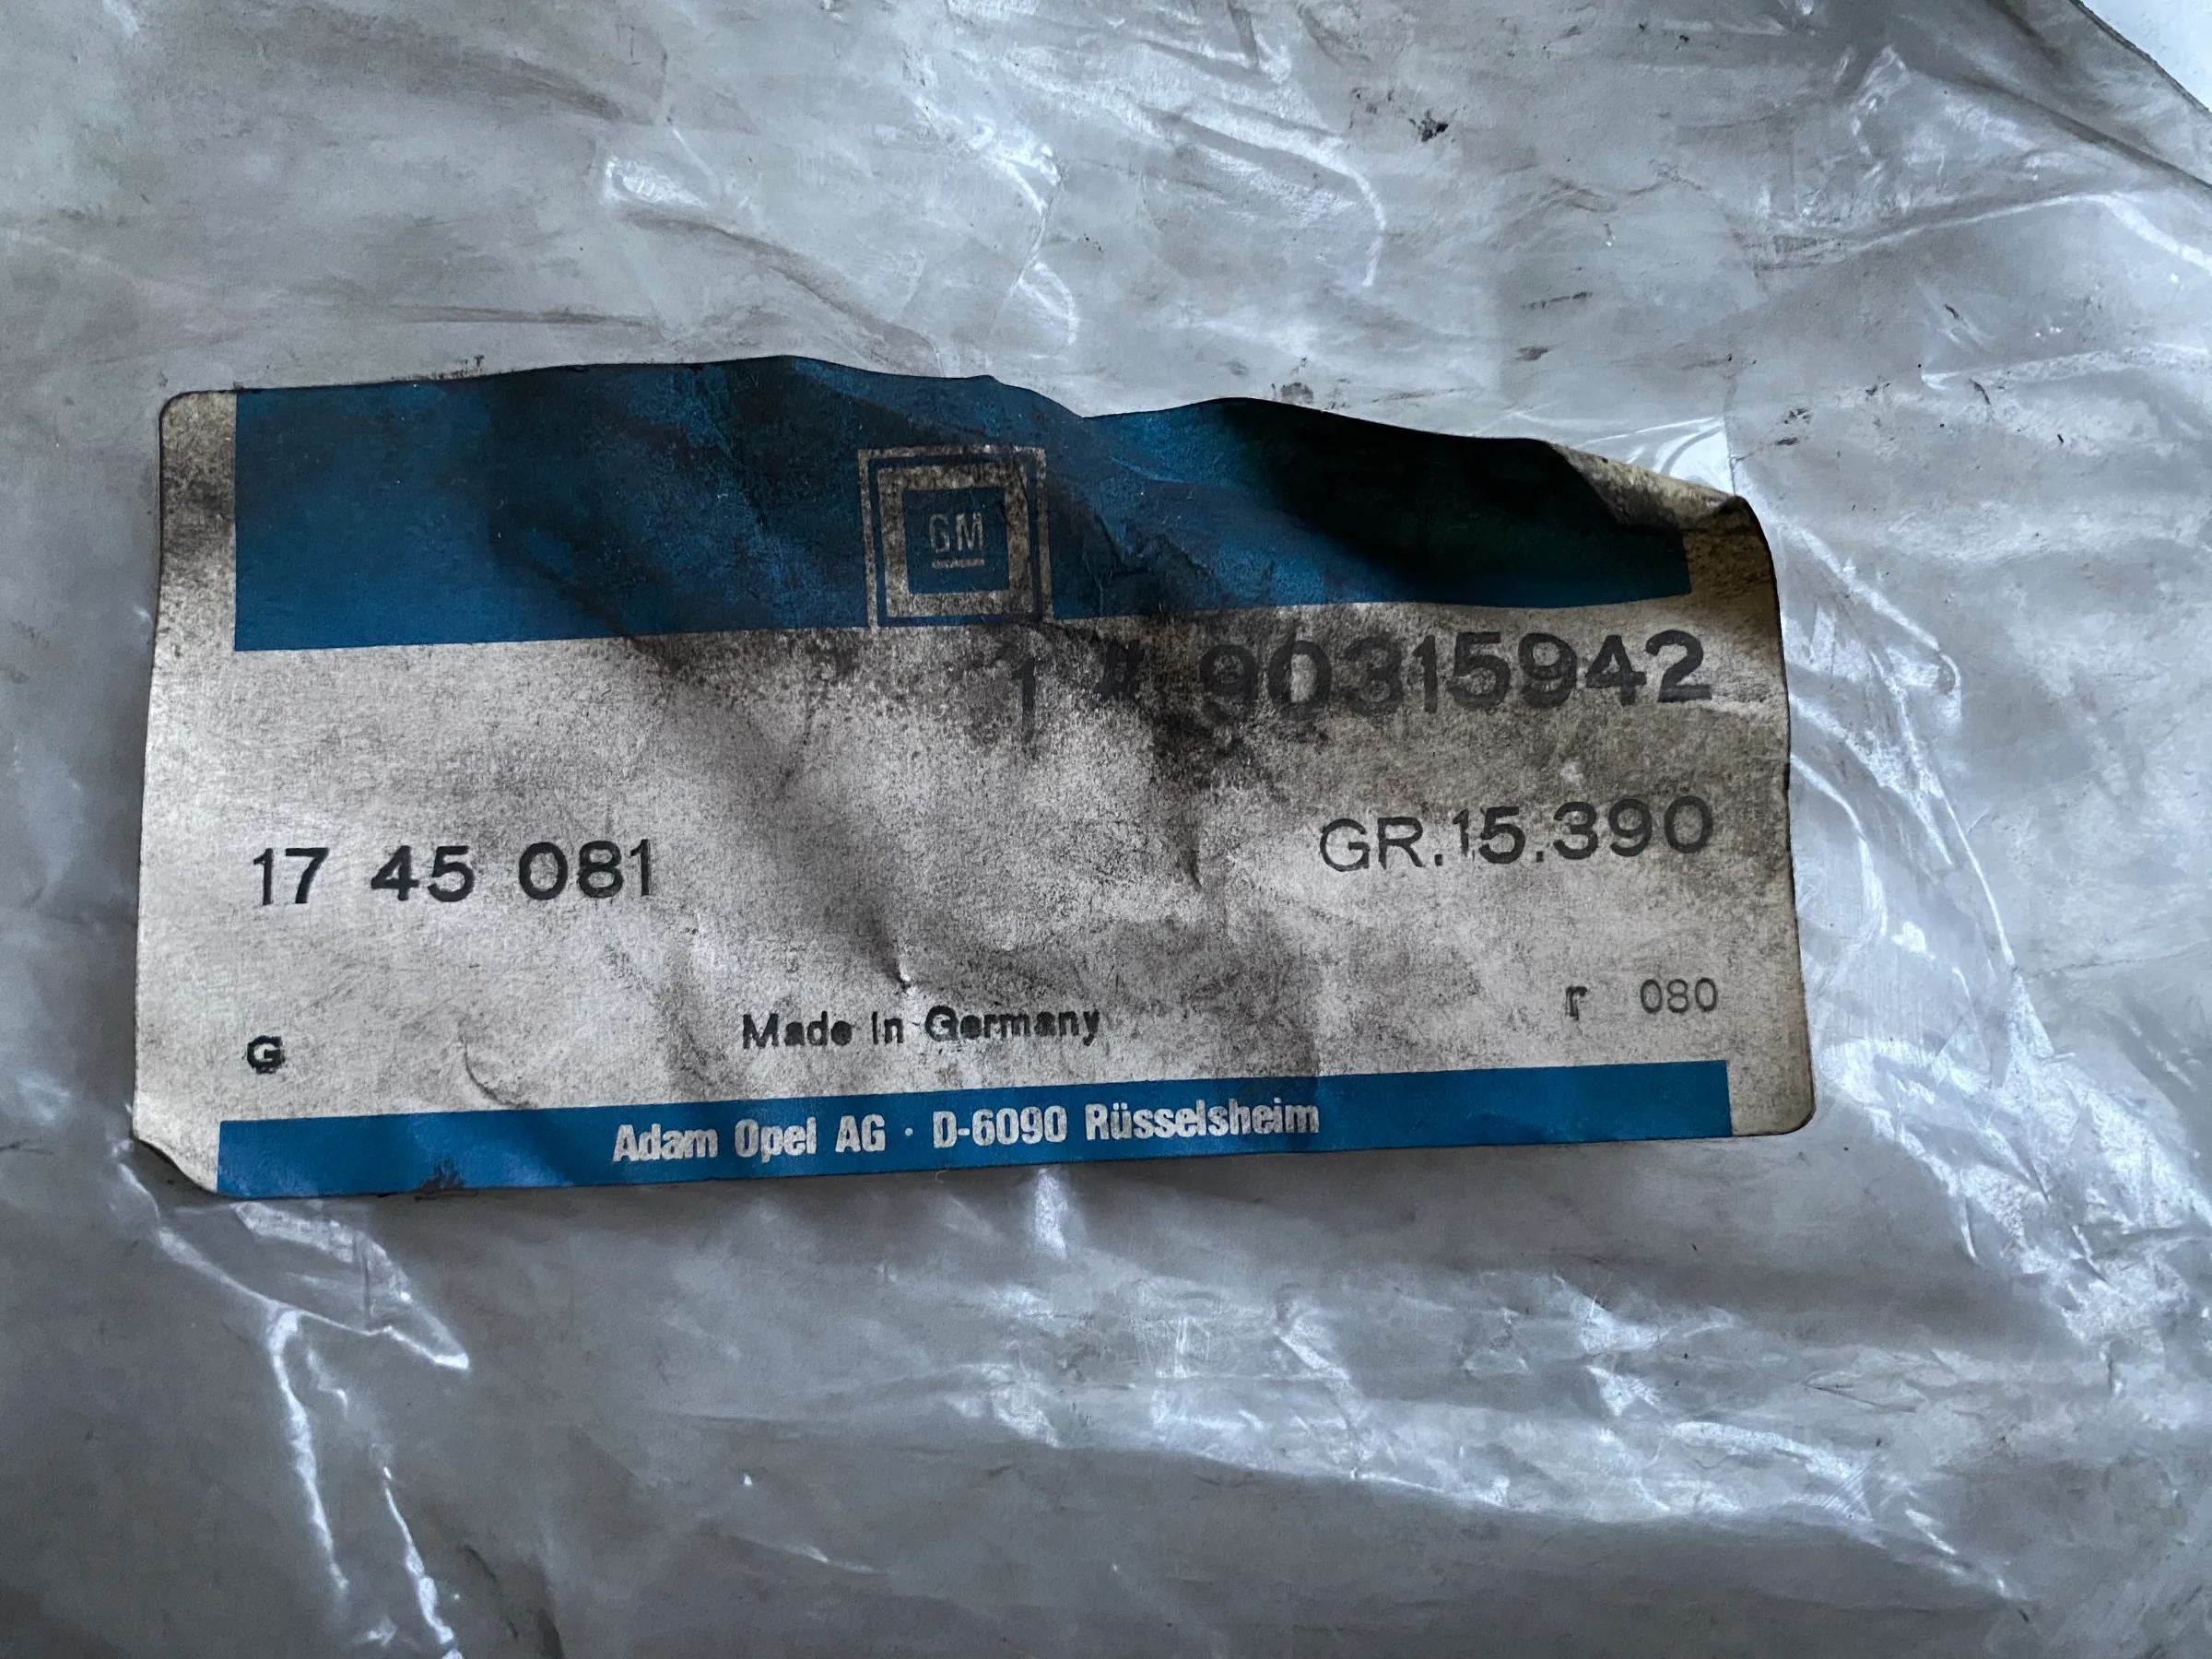 GM
1 # 90315942
17 45 081 GR.15.390
Made In Germany
G r 080
Adam Opel AG · D-6090 Rüsselsheim